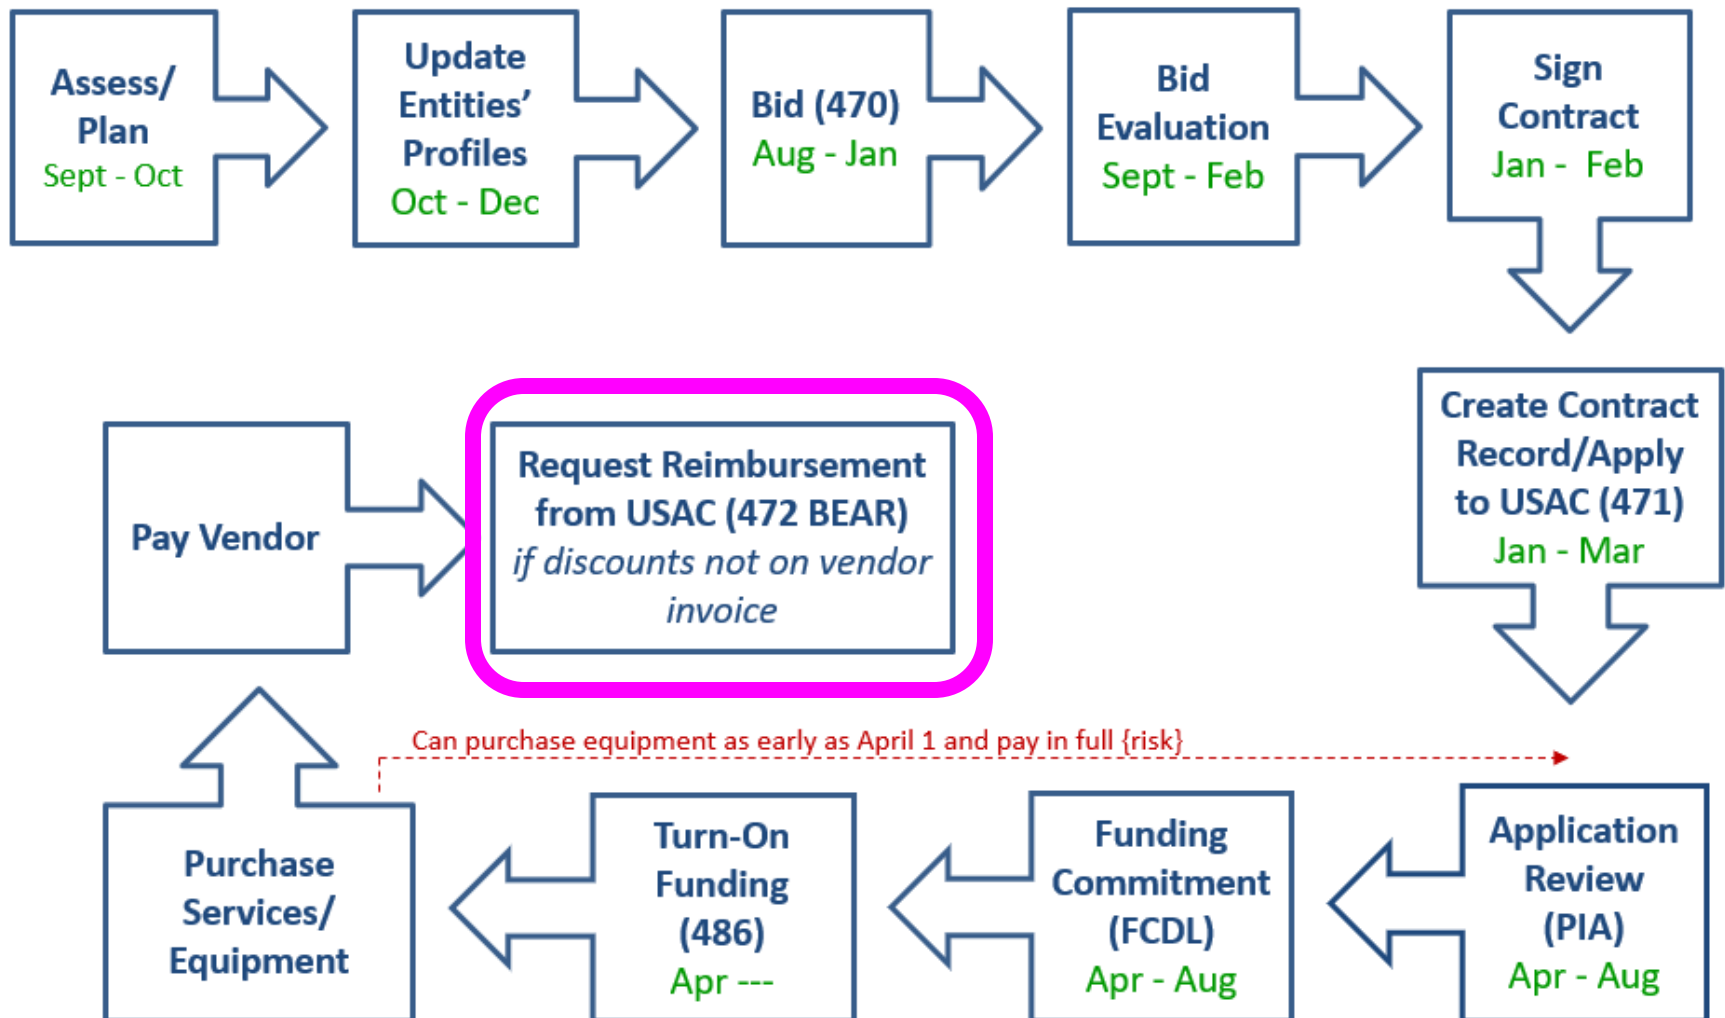 Assess/
Plan
Sept - Oct
Update
Entities’
Profiles
Oct - Dec
Bid (470)
Aug - Jan
Bid
Evaluation
Sept - Feb
Sign
Contract
Jan -  Feb
Create Contract
Record/Apply
to USAC (471)
Jan - Mar
Application
Review
(PIA)
Apr - Aug
Funding
Commitment
(FCDL)
Apr - Aug
Turn-On
Funding
(486)
Apr ---
Can purchase equipment as early as April 1 and pay in full {risk}
Purchase
Services/
Equipment
Pay Vendor
Request Reimbursement
from USAC (472 BEAR)
if discounts not on vendor
invoice